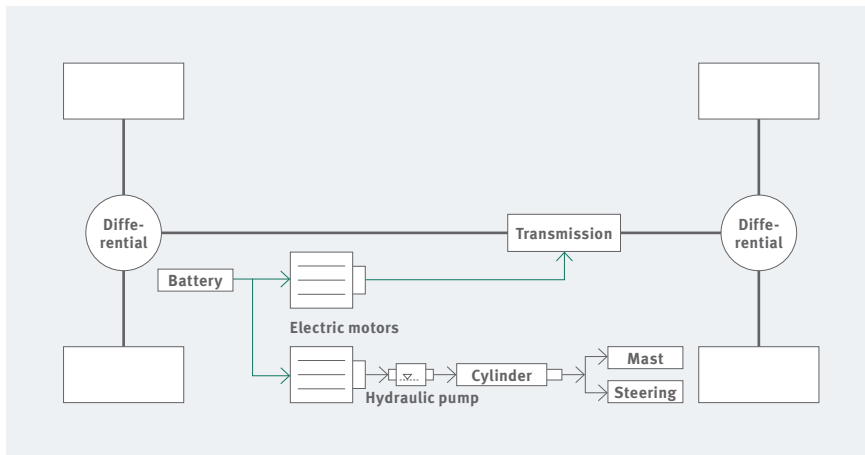 Diffe-
rential
Transmission
Diffe-
rential
Battery
Electric motors
Mast
Cylinder
Steering
Hydraulic pump